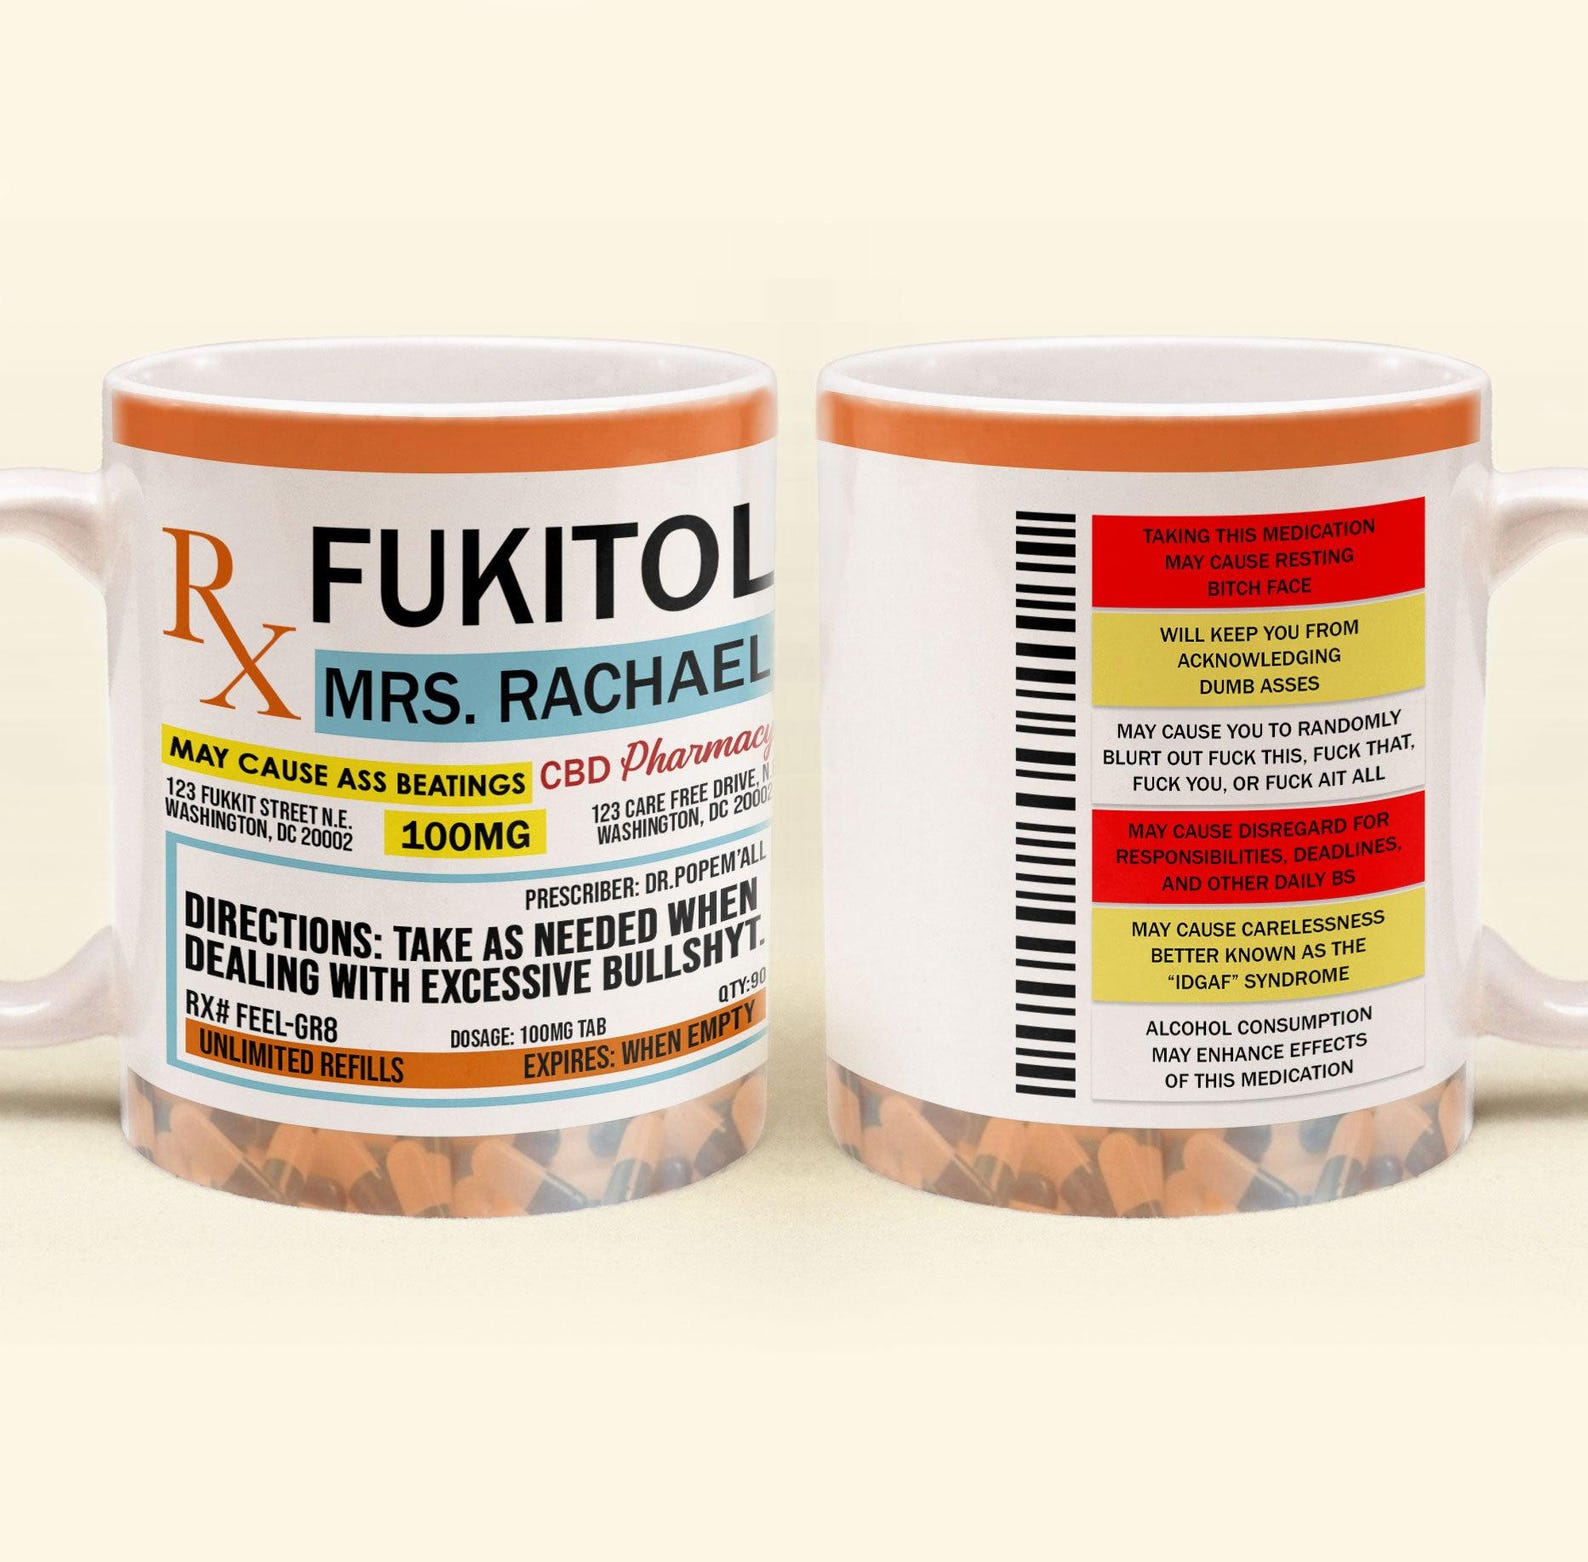 RX
FUKITOL
MRS. RACHAEL
MAY CAUSE ASS BEATINGS
CBD Pharmacy
123 FUKKIT STREET N.E.
WASHINGTON, DC 20002
100MG
123 CARE FREE DRIVE, N.
WASHINGTON, DC 20002
PRESCRIBER: DR.POPEM'ALL
DIRECTIONS: TAKE AS NEEDED WHEN
DEALING WITH EXCESSIVE BULLSHYT.
QTY:90
RX# FEEL-GR8
DOSAGE: 100MG TAB
UNLIMITED REFILLS
EXPIRES: WHEN EMPTY
TAKING THIS MEDICATION
MAY CAUSE RESTING
BITCH FACE
WILL KEEP YOU FROM
ACKNOWLEDGING
DUMB ASSES
MAY CAUSE YOU TO RANDOMLY
BLURT OUT FUCK THIS, FUCK THAT,
FUCK YOU, OR FUCK AIT ALL
MAY CAUSE DISREGARD FOR
RESPONSIBILITIES, DEADLINES,
AND OTHER DAILY BS
MAY CAUSE CARELESSNESS
BETTER KNOWN AS THE
“IDGAF” SYNDROME
ALCOHOL CONSUMPTION
MAY ENHANCE EFFECTS
OF THIS MEDICATION